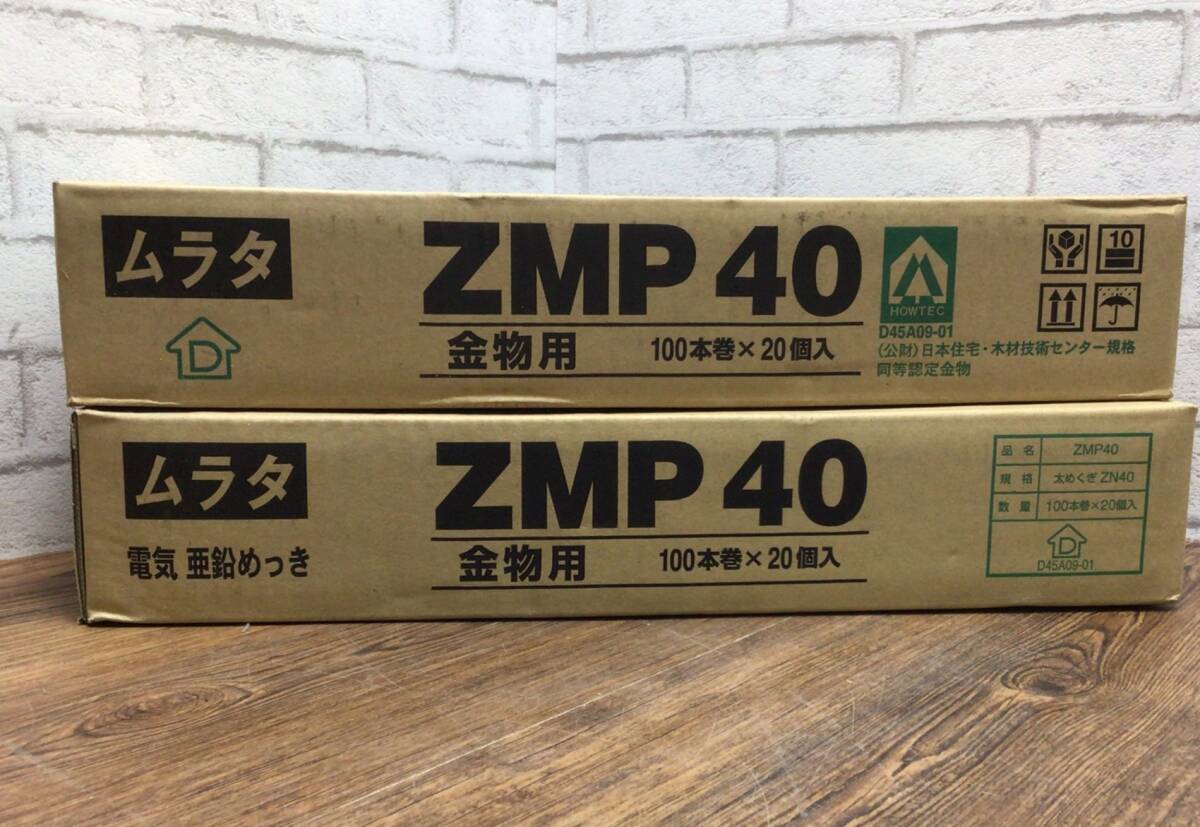 ムラタ
D
ZMP 40
金物用 100本巻×20個入
HOWTEC
D45A09-01
(公財)日本住宅・木材技術センター規格
同等認定金物
10
ムラタ
電気 亜鉛めっき
ZMP 40
金物用 100本巻×20個入
品名 ZMP40
規格 太めくぎ ZN40
数量 100本巻×20個入
D
D45A09-01